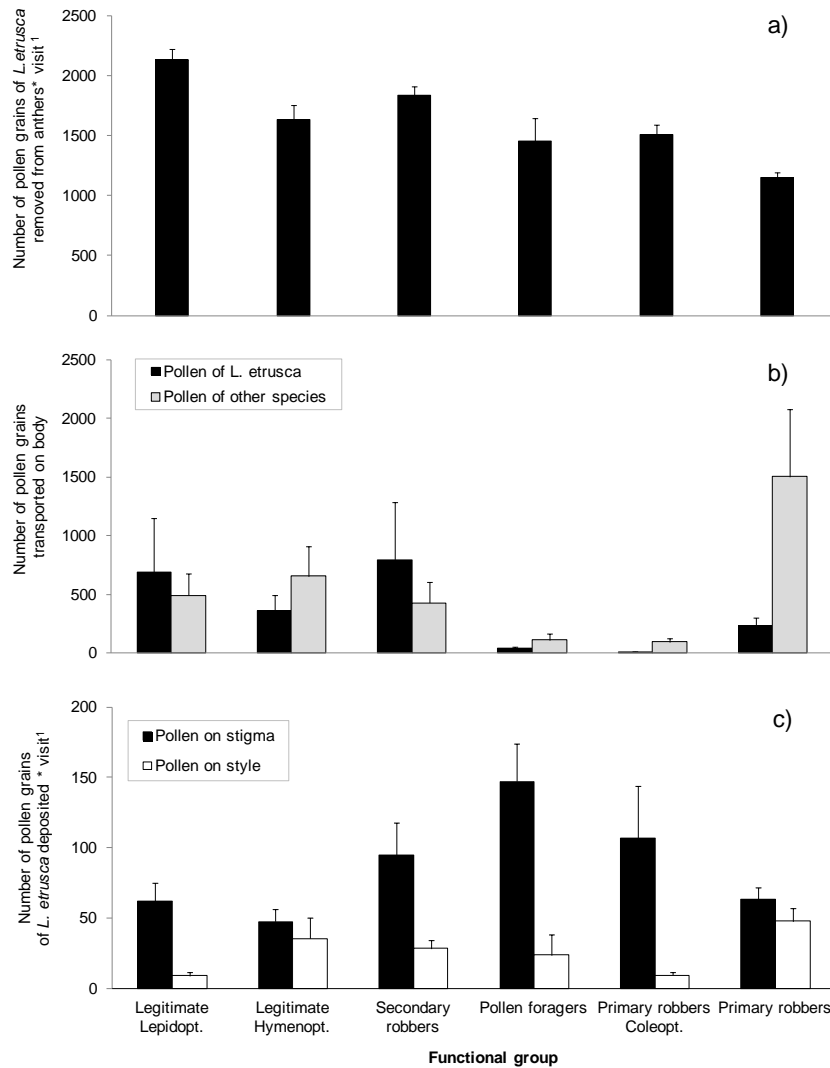 Number of pollen grains of L.etrusca
removed from anthers* visit 1
2500
2000
1500
1000
500
0
a)
Number of pollen grains
transported on body
2500
2000
1500
1000
500
0
Pollen of L. etrusca
Pollen of other species
b)
Number of pollen grains
of L. etrusca deposited * visit1
200
150
100
50
0
Pollen on stigma
Pollen on style
c)
Legitimate
Lepidopt.
Legitimate
Hymenopt.
Secondary
robbers
Pollen foragers
Primary robbers
Coleopt.
Primary robbers
Functional group